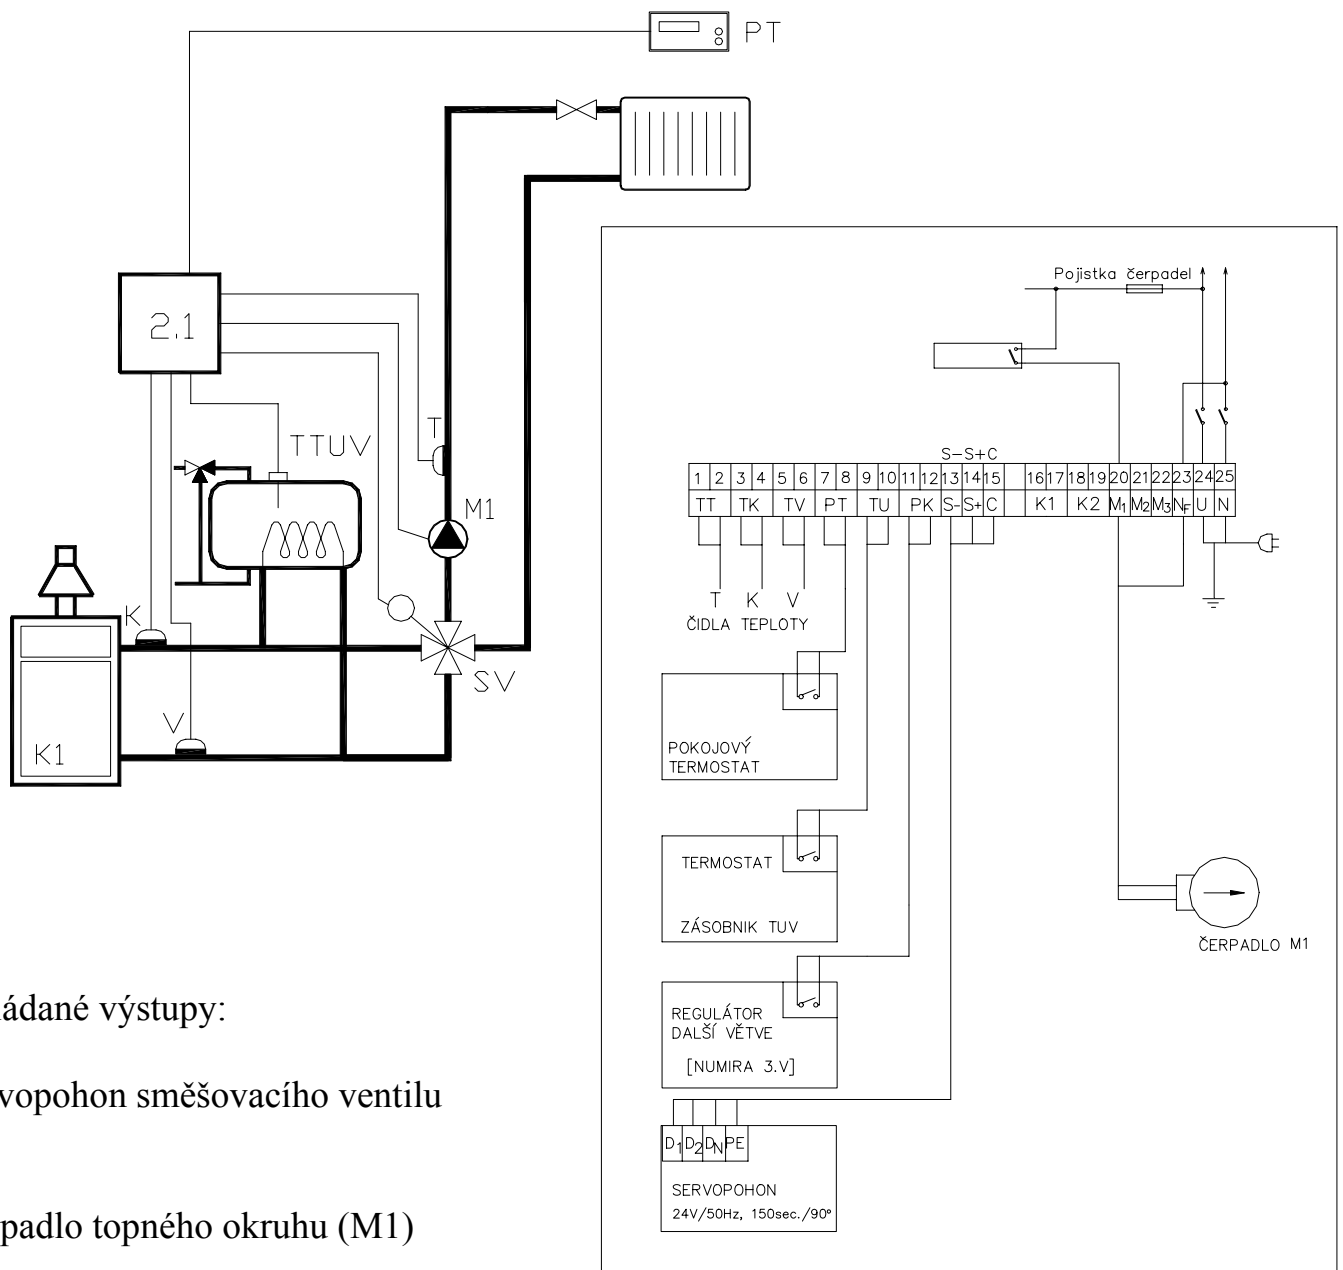 PT
2.1
T
TTUV
M1
K
SV
V
K1
Pojistka čerpadel
S-S+C
1 2 3 4 5 6 7 8 9 10 11 12 13 14 15 16 17 18 19 20 21 22 23 24 25
TT TK TV PT TU PK S- S+ C K1 K2 M1 M2 M3 NF U N
T K V
ČIDLA TEPLOTY
POKOJOVÝ
TERMOSTAT
TERMOSTAT
ZÁSOBNIK TUV
ČERPADLO M1
REGULÁTOR
DALŠÍ VĚTVE
[NUMIRA 3.V]
D1 D2 DN PE
SERVOPOHON
24V/50Hz, 150sec./90°
ládané výstupy:
vopohon směšovacího ventilu
padlo topného okruhu (M1)